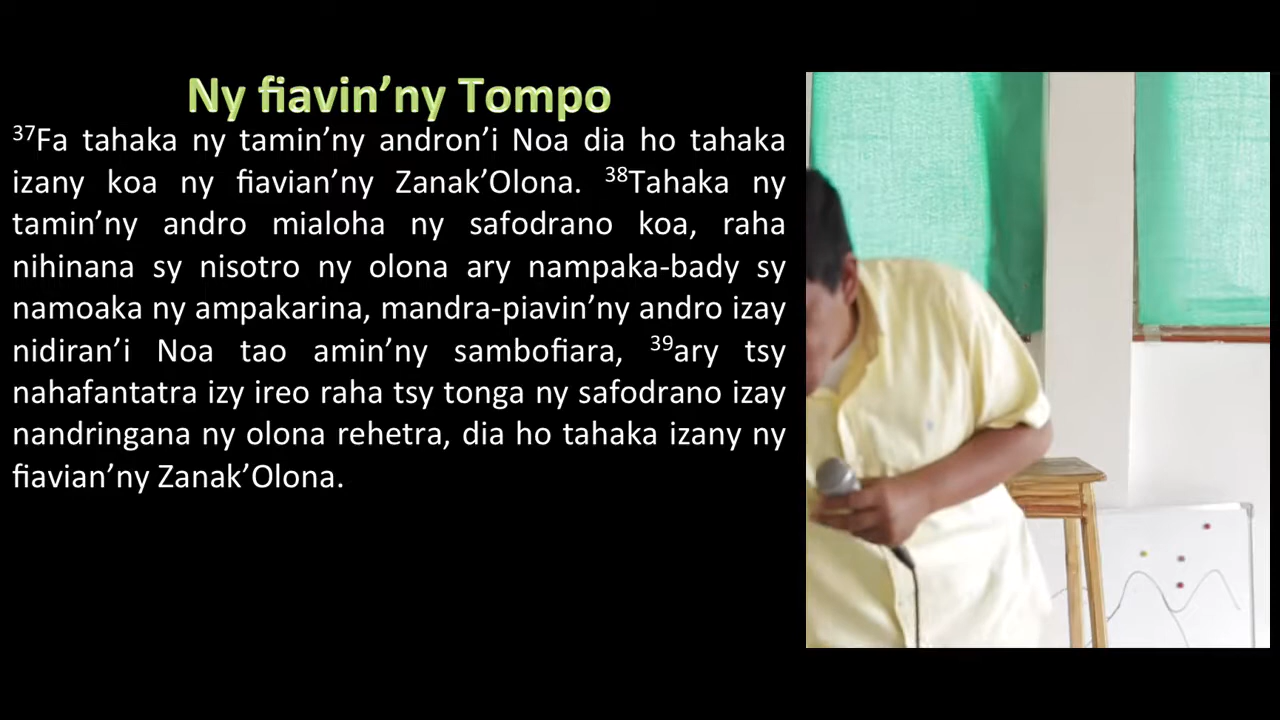 Ny fiavin’ny Tompo
³⁷Fa tahaka ny tamin’ny andron’i Noa dia ho tahaka
izany koa ny fiavian’ny Zanak’Olona. ³⁸Tahaka ny
tamin’ny andro mialoha ny safodrano koa, raha
nihinana sy nisotro ny olona ary nampaka-bady sy
namoaka ny ampakarina, mandra-piavin’ny andro izay
nidiran’i Noa tao amin’ny sambofiara, ³⁹ary tsy
nahafantatra izy ireo raha tsy tonga ny safodrano izay
nandringana ny olona rehetra, dia ho tahaka izany ny
fiavian’ny Zanak’Olona.